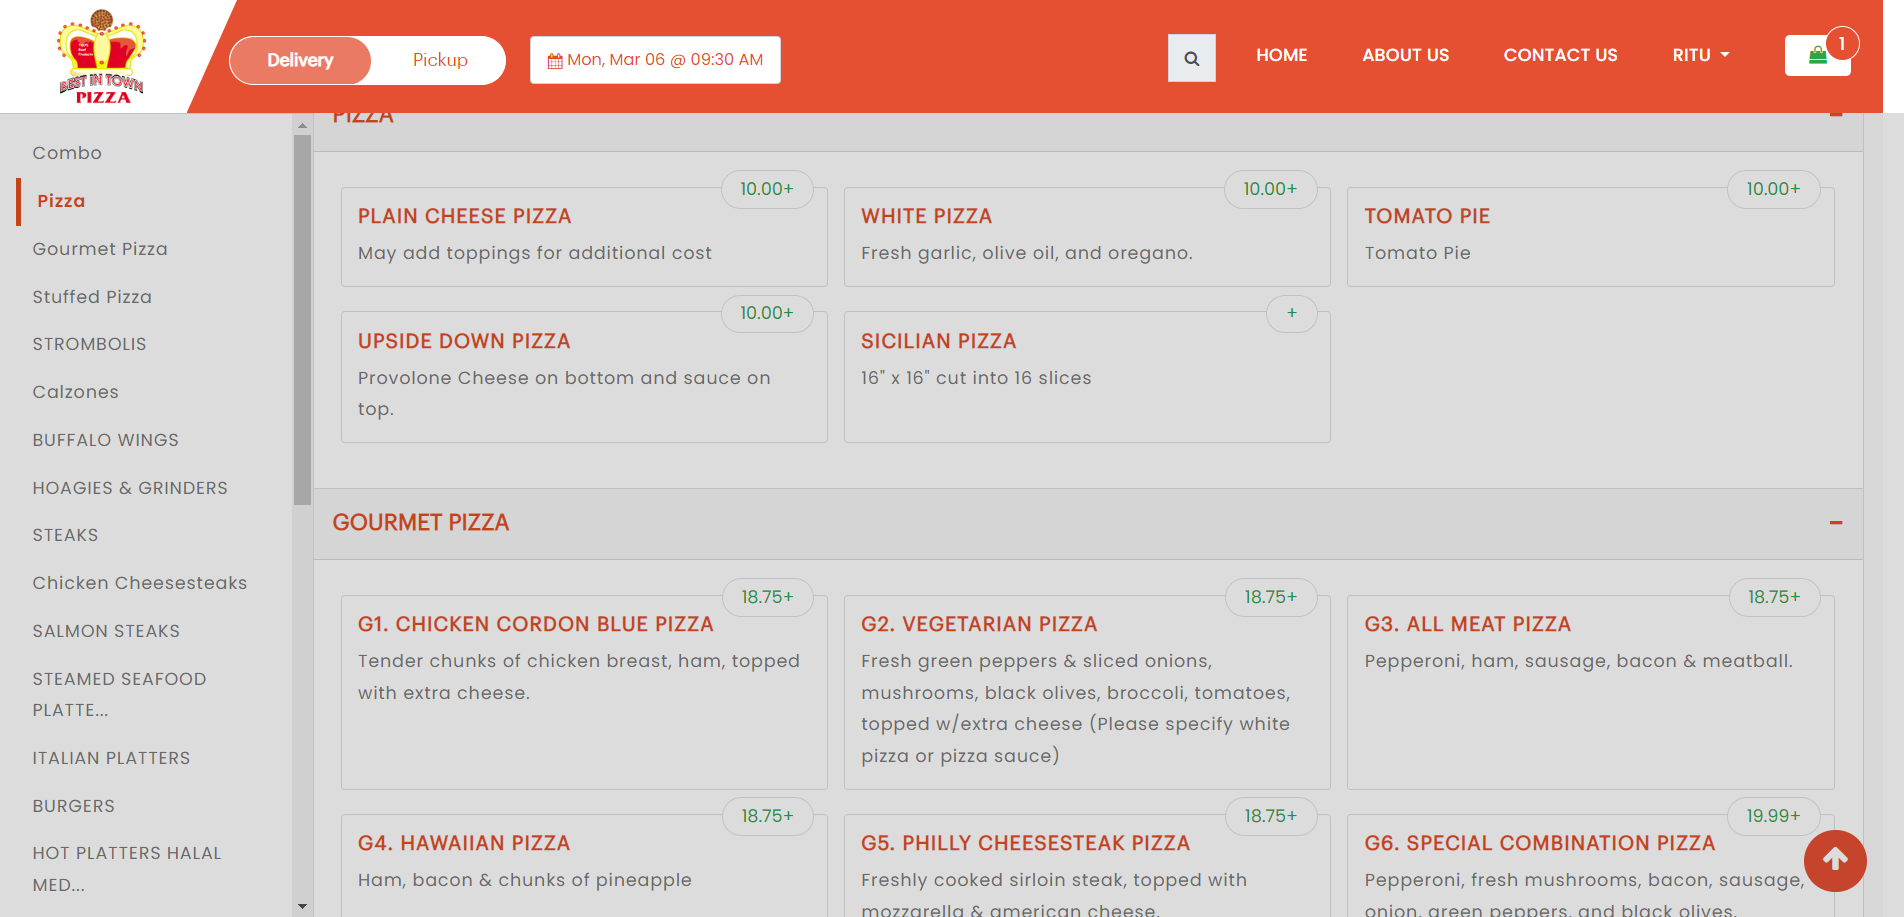 BEST IN TOWN
PIZZA
Delivery
Pickup
Mon, Mar 06 @ 09:30 AM
HOME
ABOUT US
CONTACT US
RITU
1
Combo
Pizza
Gourmet Pizza
Stuffed Pizza
STROMBOLIS
Calzones
BUFFALO WINGS
HOAGIES & GRINDERS
STEAKS
Chicken Cheesesteaks
SALMON STEAKS
STEAMED SEAFOOD
PLATTE...
ITALIAN PLATTERS
BURGERS
HOT PLATTERS HALAL
MED...
PIZZA
10.00+
PLAIN CHEESE PIZZA
May add toppings for additional cost
10.00+
WHITE PIZZA
Fresh garlic, olive oil, and oregano.
10.00+
TOMATO PIE
Tomato Pie
10.00+
UPSIDE DOWN PIZZA
Provolone Cheese on bottom and sauce on
top.
+
SICILIAN PIZZA
16" x 16" cut into 16 slices
GOURMET PIZZA
18.75+
G1. CHICKEN CORDON BLUE PIZZA
Tender chunks of chicken breast, ham, topped
with extra cheese.
18.75+
G2. VEGETARIAN PIZZA
Fresh green peppers & sliced onions,
mushrooms, black olives, broccoli, tomatoes,
topped w/extra cheese (Please specify white
pizza or pizza sauce)
18.75+
G3. ALL MEAT PIZZA
Pepperoni, ham, sausage, bacon & meatball.
18.75+
G4. HAWAIIAN PIZZA
Ham, bacon & chunks of pineapple
18.75+
G5. PHILLY CHEESESTEAK PIZZA
Freshly cooked sirloin steak, topped with
mozzarella & american cheese.
19.99+
G6. SPECIAL COMBINATION PIZZA
Pepperoni, fresh mushrooms, bacon, sausage,
onion, green peppers, and black olives.